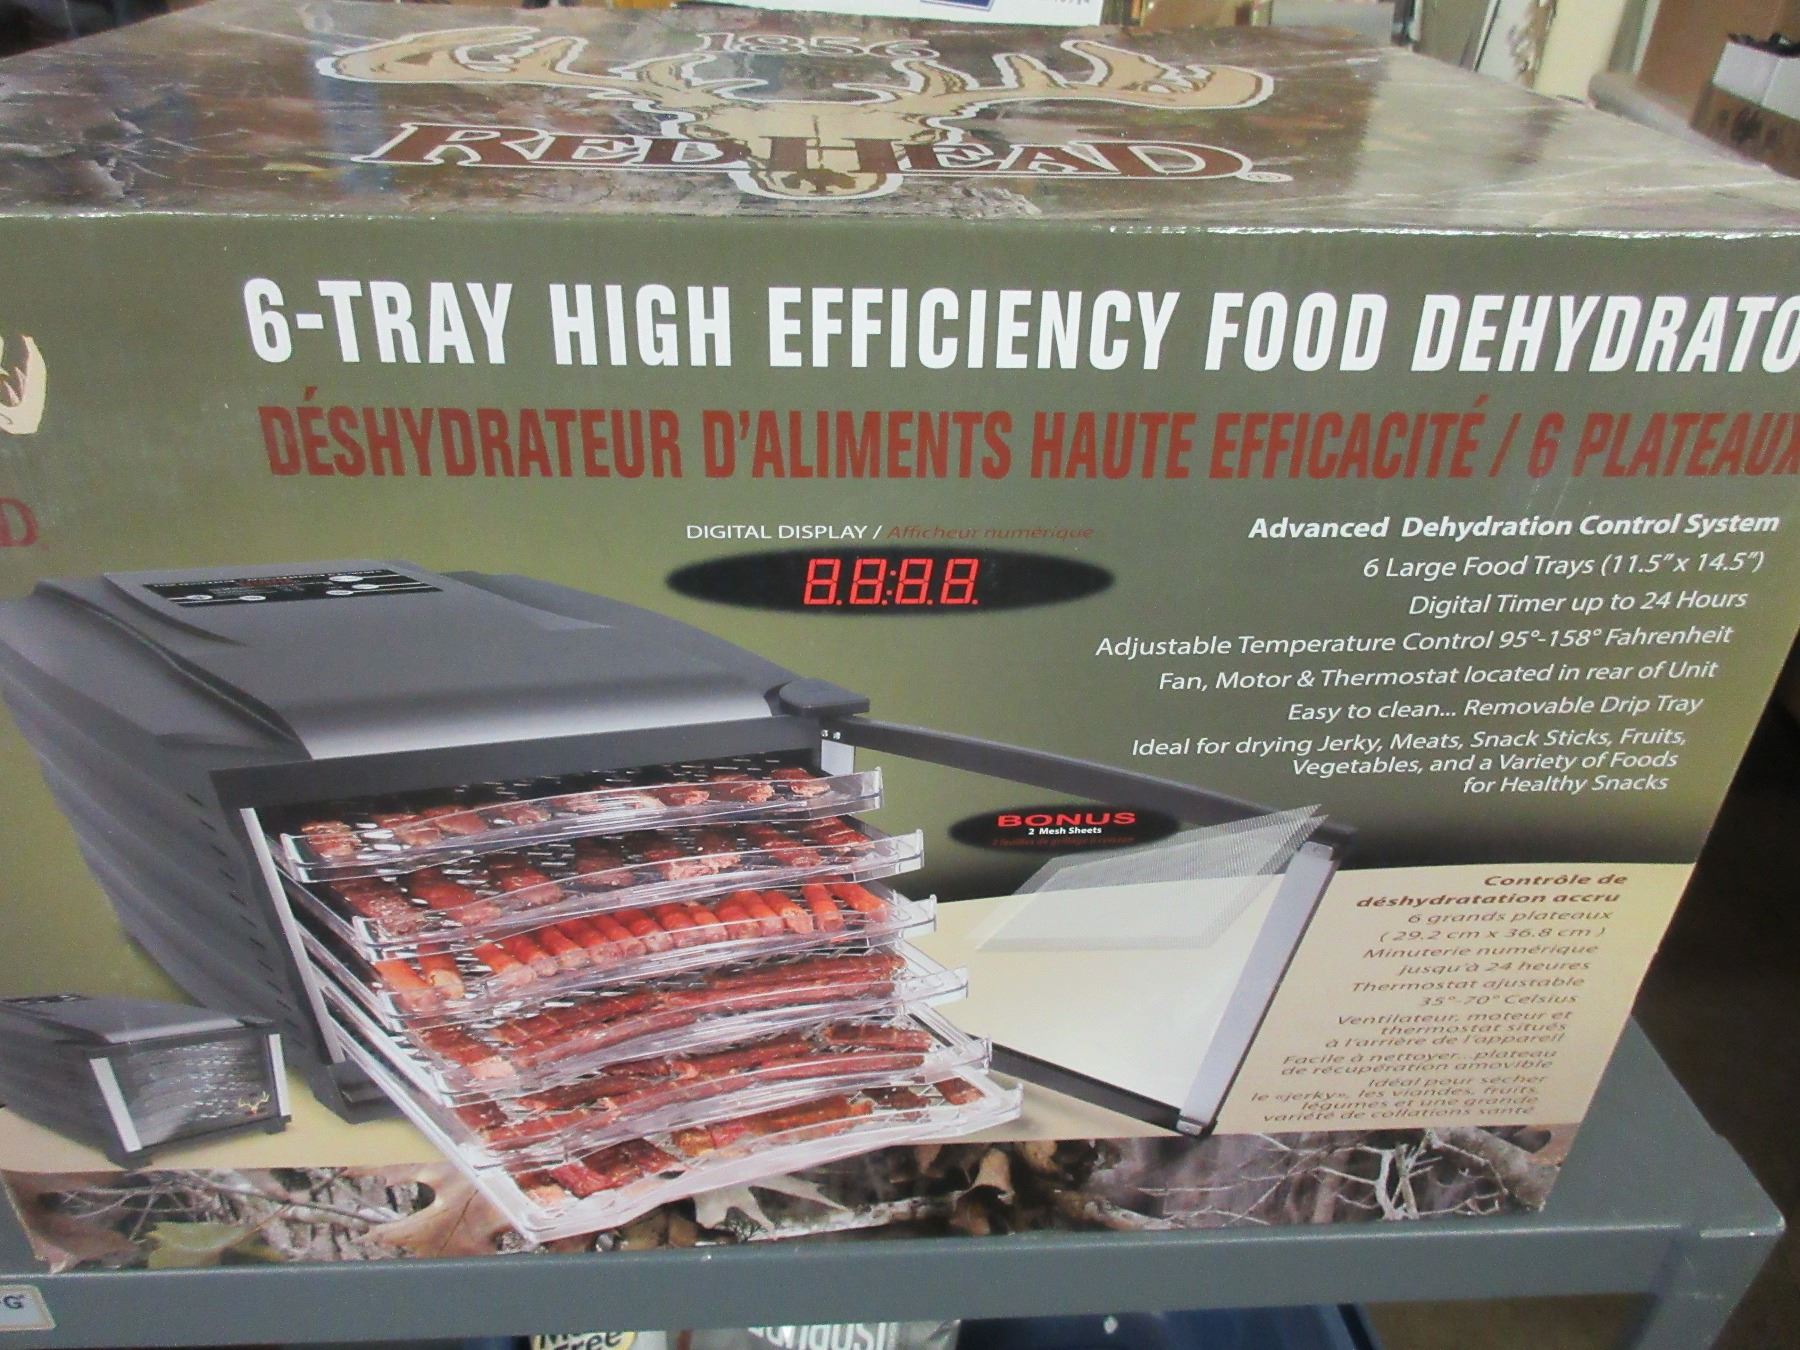 1856
REDHEAD®
6-TRAY HIGH EFFICIENCY FOOD DEHYDRATO
DÉSHYDRATEUR D'ALIMENTS HAUTE EFFICACITÉ / 6 PLATEAUX
D
DIGITAL DISPLAY / Afficheur numérique
8.8:8.8.
Advanced Dehydration Control System
6 Large Food Trays (11.5" x 14.5")
Digital Timer up to 24 Hours
Adjustable Temperature Control 95°-158° Fahrenheit
Fan, Motor & Thermostat located in rear of Unit
Easy to clean... Removable Drip Tray
Ideal for drying Jerky, Meats, Snack Sticks, Fruits,
Vegetables, and a Variety of Foods
for Healthy Snacks
BONUS
2 Mesh Sheets
Contrôle de
déshydratation accru
6 grands plateaux
( 29.2 cm x 36.8 cm )
Minuterie numérique
jusqu'à 24 heures
Thermostat ajustable
35°-70° Celsius
Ventilateur, moteur et
thermostat situés
à l'arrière de l'appareil
Facile à nettoyer... plateau
de récupération amovible
Idéal pour sécher
le «jerky», les viandes, fruits,
légumes et une grande
variété de collations santé
G
Free